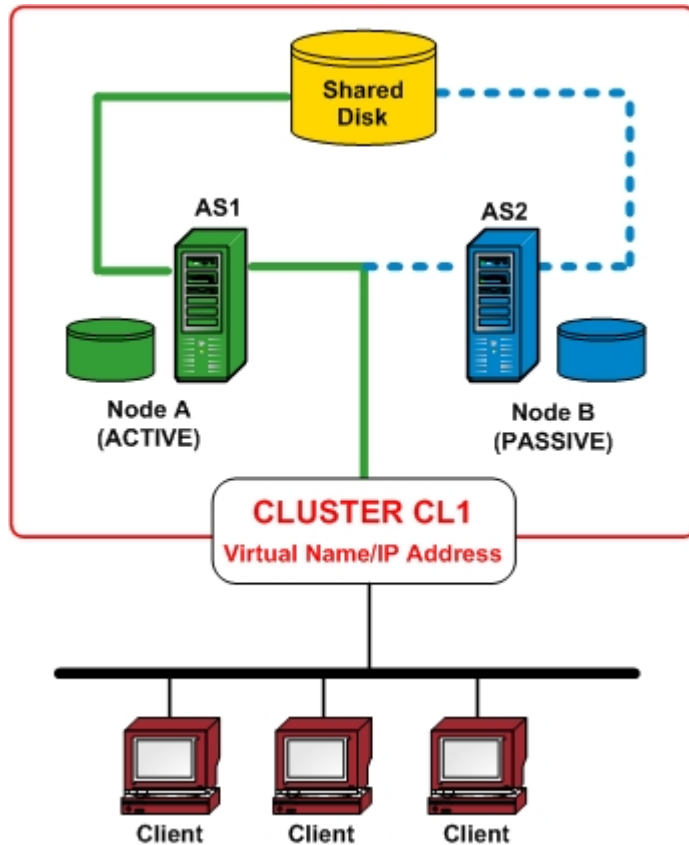 Shared
Disk
AS1
AS2
Node A
(ACTIVE)
Node B
(PASSIVE)
CLUSTER CL1
Virtual Name/IP Address
Client
Client
Client